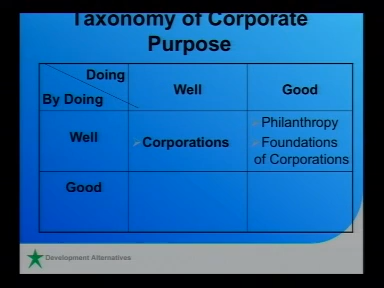 Taxonomy of Corporate
Purpose
Doing
By Doing
Well
Good
Well
Corporations
Philanthropy
Foundations
of Corporations
Good
Development Alternatives